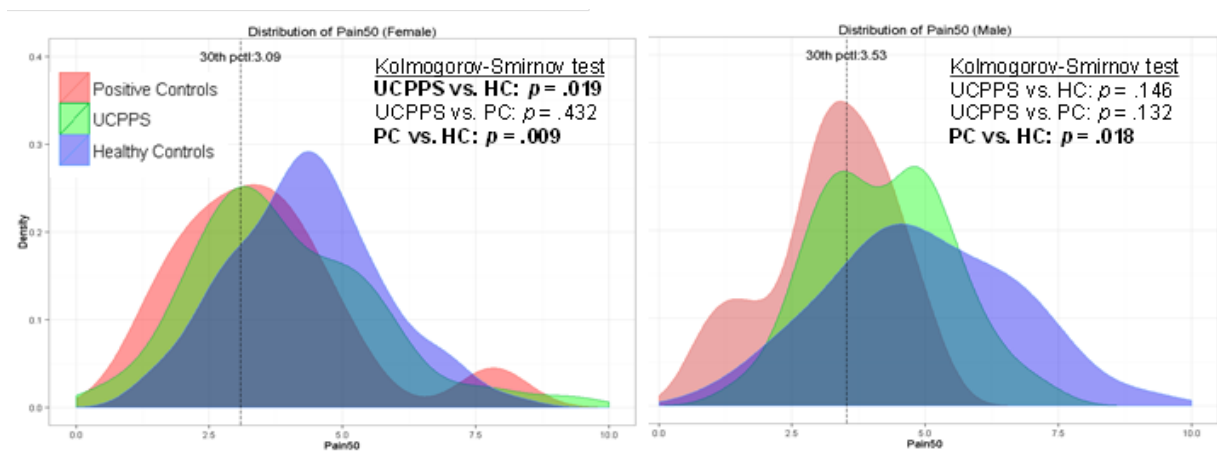 Distribution of Pain50 (Female)
30th pctl:3.09
Kolmogorov-Smirnov test
UCPPS vs. HC: p = .019
UCPPS vs. PC: p = .432
PC vs. HC: p = .009
Positive Controls
UCPPS
Healthy Controls
0.4
0.3
0.2
0.1
0.0
Density
0.0 2.5 5.0 7.5 10.0
Pain50
Distribution of Pain50 (Male)
30th pctl:3.53
Kolmogorov-Smirnov test
UCPPS vs. HC: p = .146
UCPPS vs. PC: p = .132
PC vs. HC: p = .018
0.0 2.5 5.0 7.5 10.0
Pain50